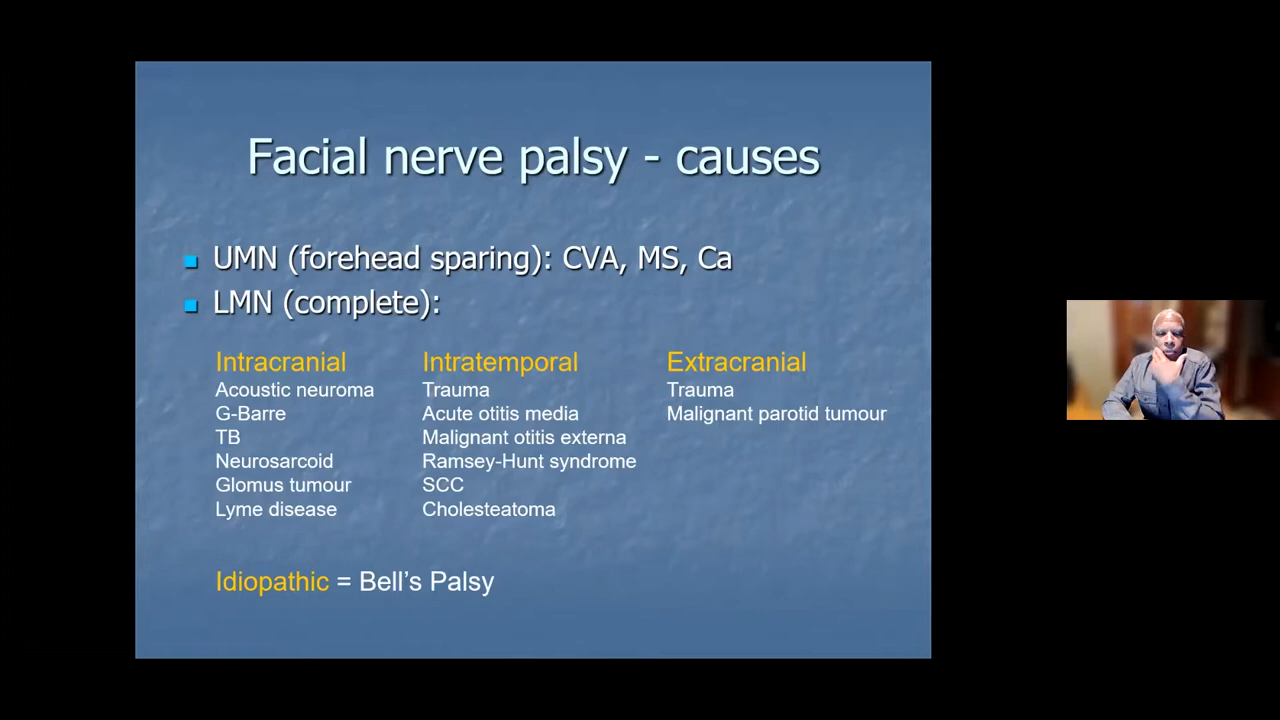 Facial nerve palsy - causes
UMN (forehead sparing): CVA, MS, Ca
LMN (complete):
Intracranial
Acoustic neuroma
G-Barre
TB
Neurosarcoid
Glomus tumour
Lyme disease
Intratemporal
Trauma
Acute otitis media
Malignant otitis externa
Ramsey-Hunt syndrome
SCC
Cholesteatoma
Extracranial
Trauma
Malignant parotid tumour
Idiopathic = Bell’s Palsy